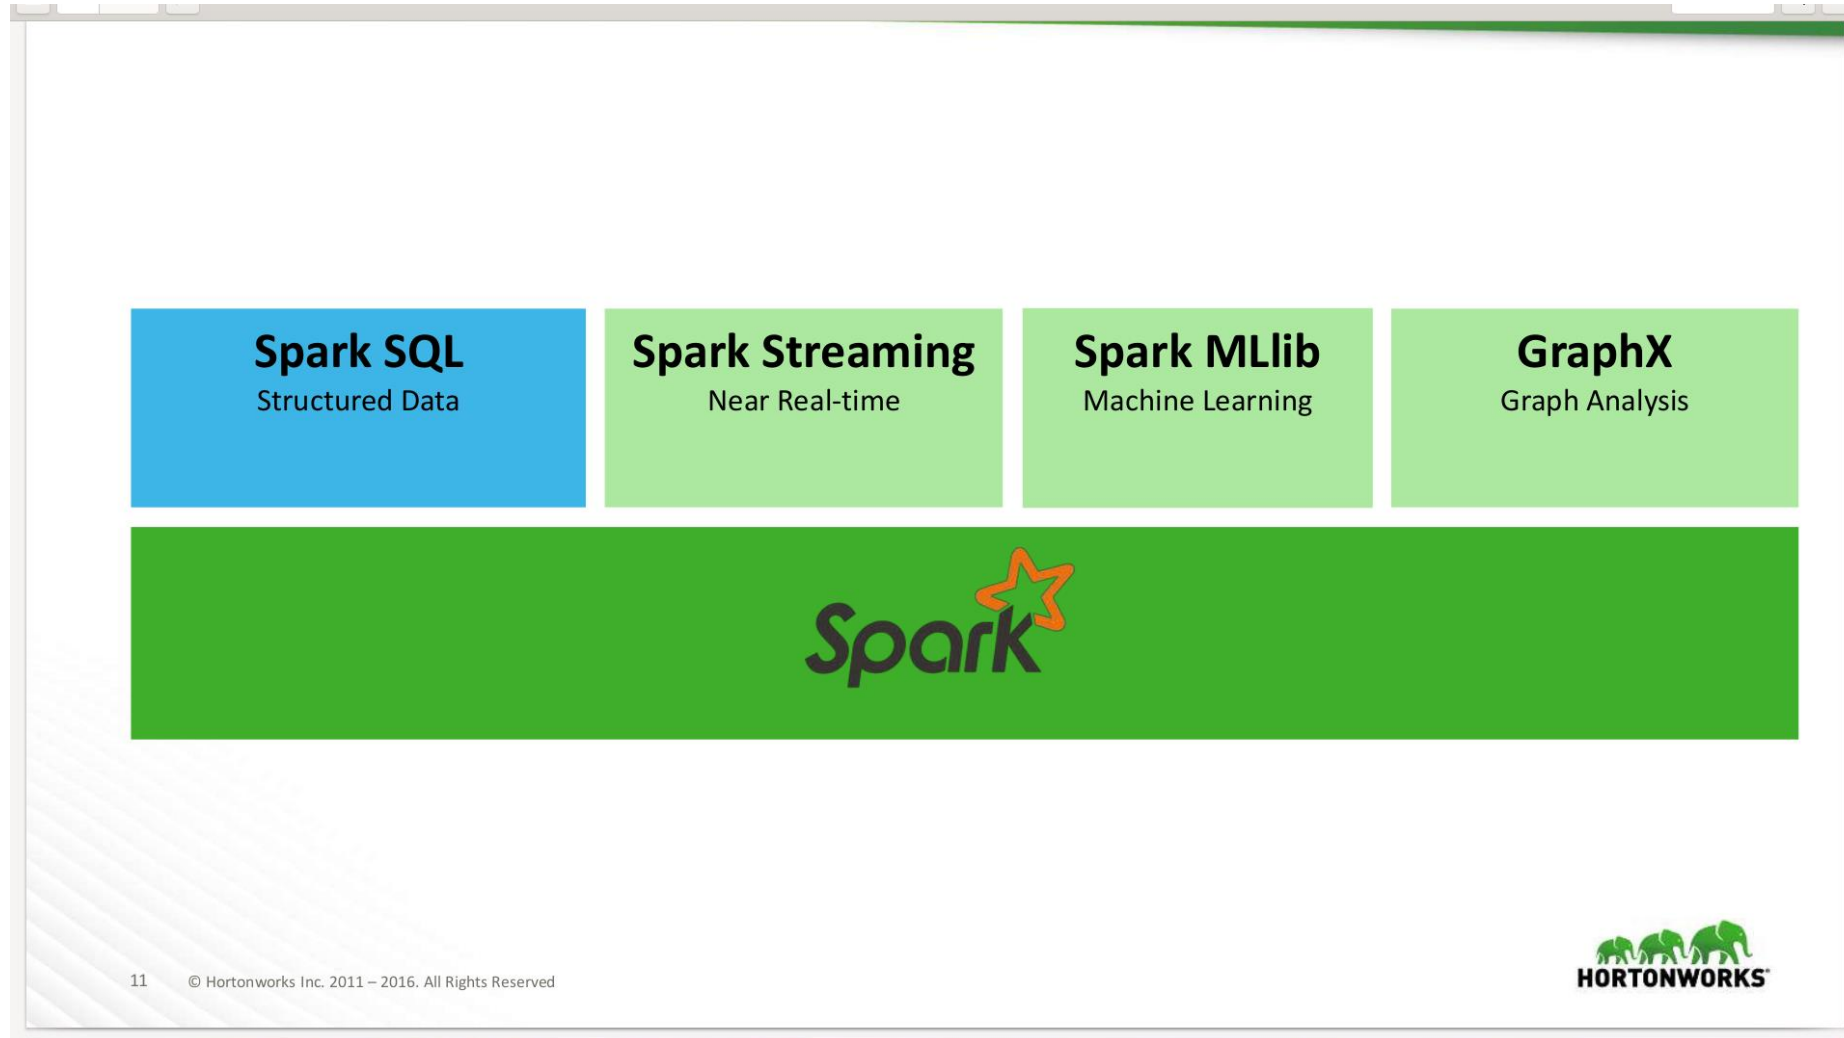 Spark SQL
Structured Data
Spark Streaming
Near Real-time
Spark MLlib
Machine Learning
GraphX
Graph Analysis
Spark
11 © Hortonworks Inc. 2011 – 2016. All Rights Reserved
HORTONWORKS®